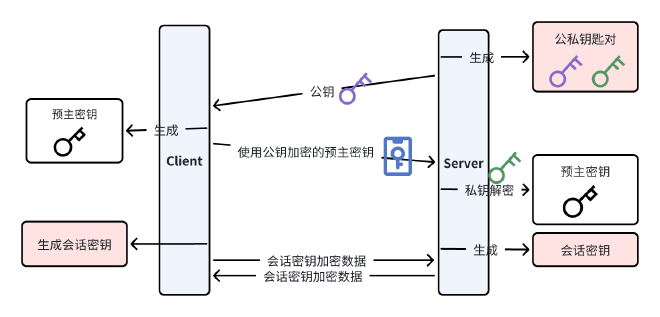 生成
公私钥匙对
公钥
预主密钥
生成
使用公钥加密的预主密钥
Client
Server
预主密钥
私钥解密
生成会话密钥
生成
会话密钥
会话密钥加密数据
会话密钥加密数据